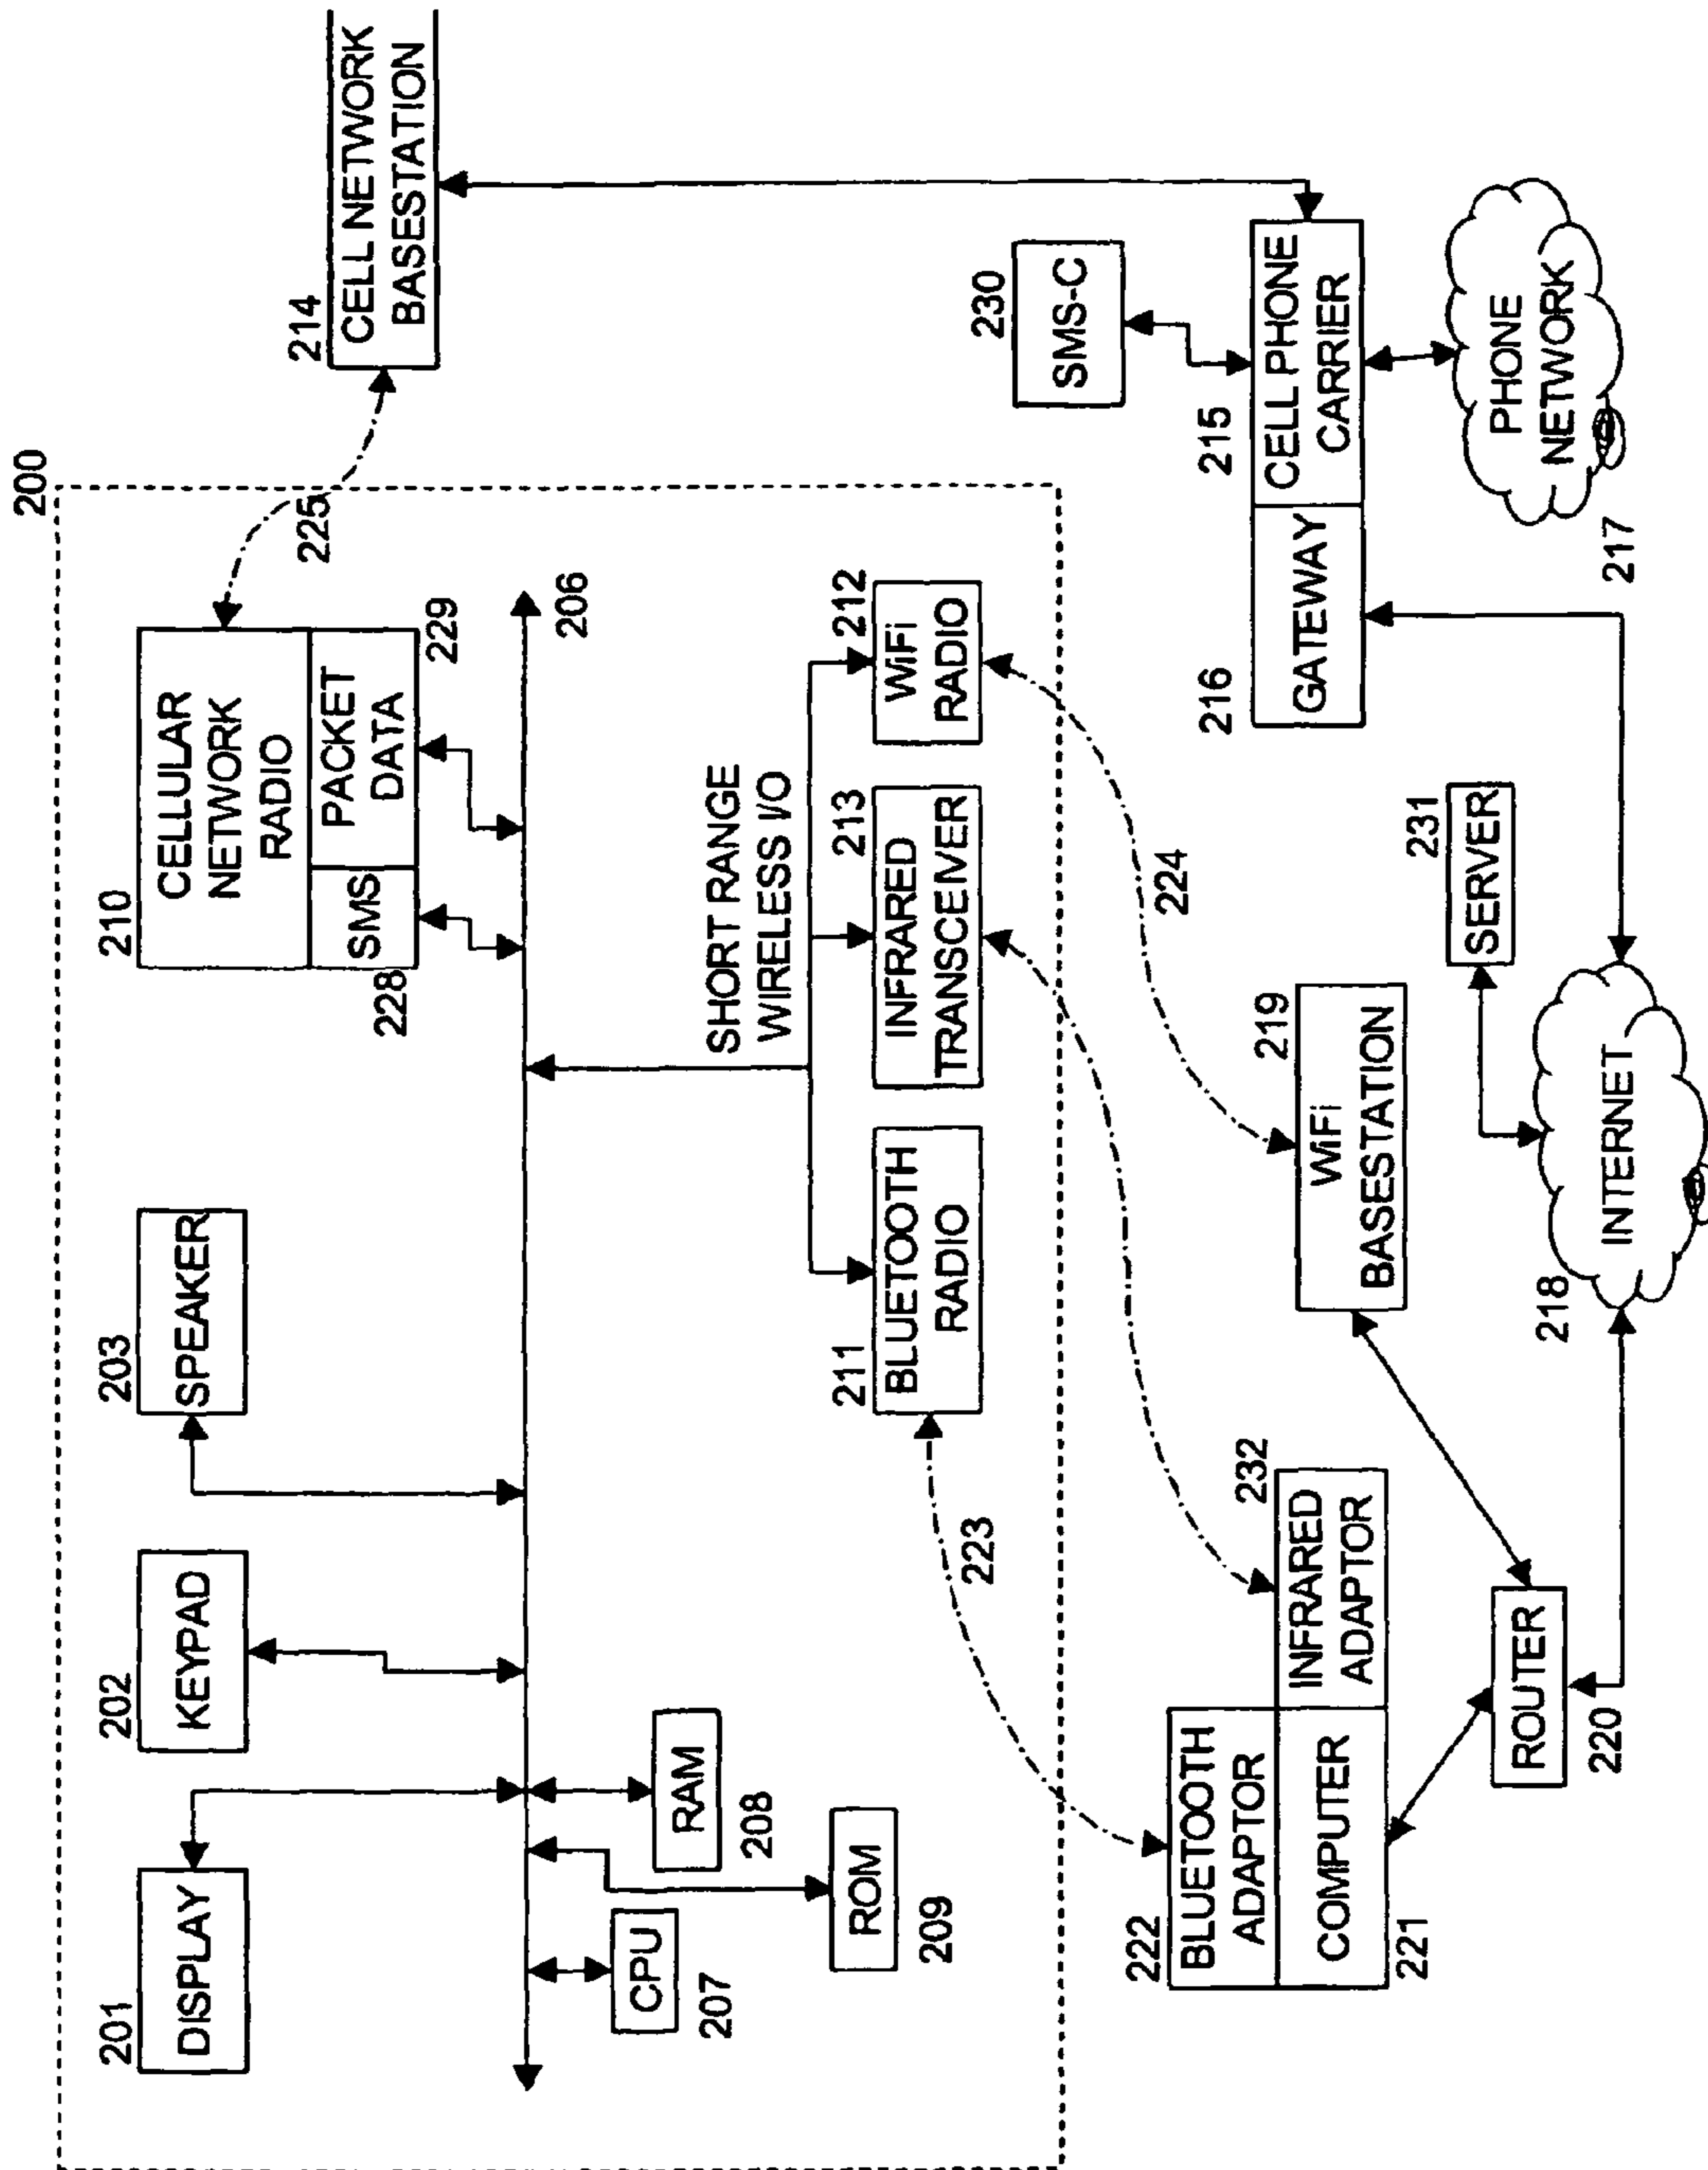 200
201
DISPLAY
202
KEYPAD
203
SPEAKER
210
CELLULAR
NETWORK
RADIO
SMS
228
PACKET
DATA
229
225
214
CELL NETWORK
BASESTATION
206
CPU
207
RAM
208
ROM
209
SHORT RANGE
WIRELESS I/O
211
BLUETOOTH
RADIO
213
INFRARED
TRANSCEIVER
212
WiFi
RADIO
223
224
222
BLUETOOTH
ADAPTOR
COMPUTER
221
232
INFRARED
ADAPTOR
219
WiFi
BASESTATION
ROUTER
220
218
INTERNET
231
SERVER
216
GATEWAY
215
CELL PHONE
CARRIER
230
SMS-C
217
PHONE
NETWORK